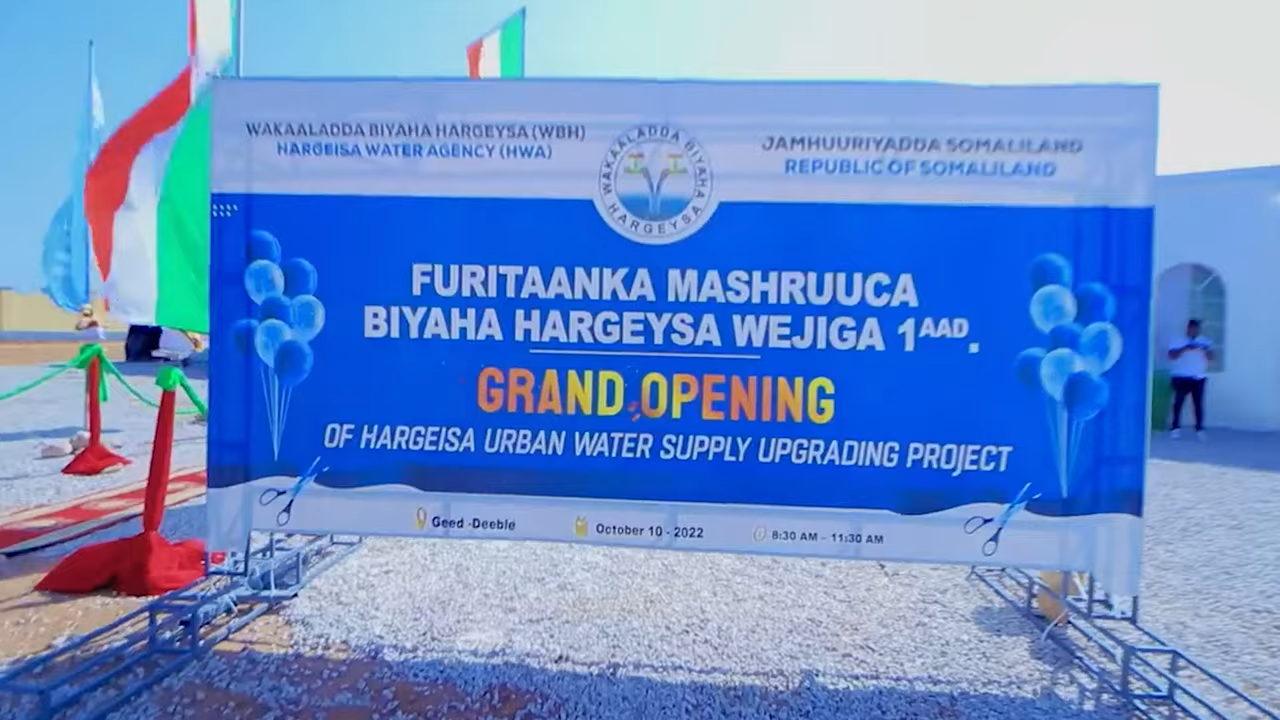 WAKAALADDA BIYAHA HARGEYSA (WBH)
HARGEISA WATER AGENCY (HWA)
WAKAALADDA BIYAHA
HARGEYSA
JAMHUURIYADDA SOMALILAND
REPUBLIC OF SOMALILAND
FURITAANKA MASHRUUCA
BIYAHA HARGEYSA WEJIGA 1AAD.
GRAND OPENING
OF HARGEISA URBAN WATER SUPPLY UPGRADING PROJECT
Geed -Deeble
October 10 - 2022
8:30 AM - 11:30 AM